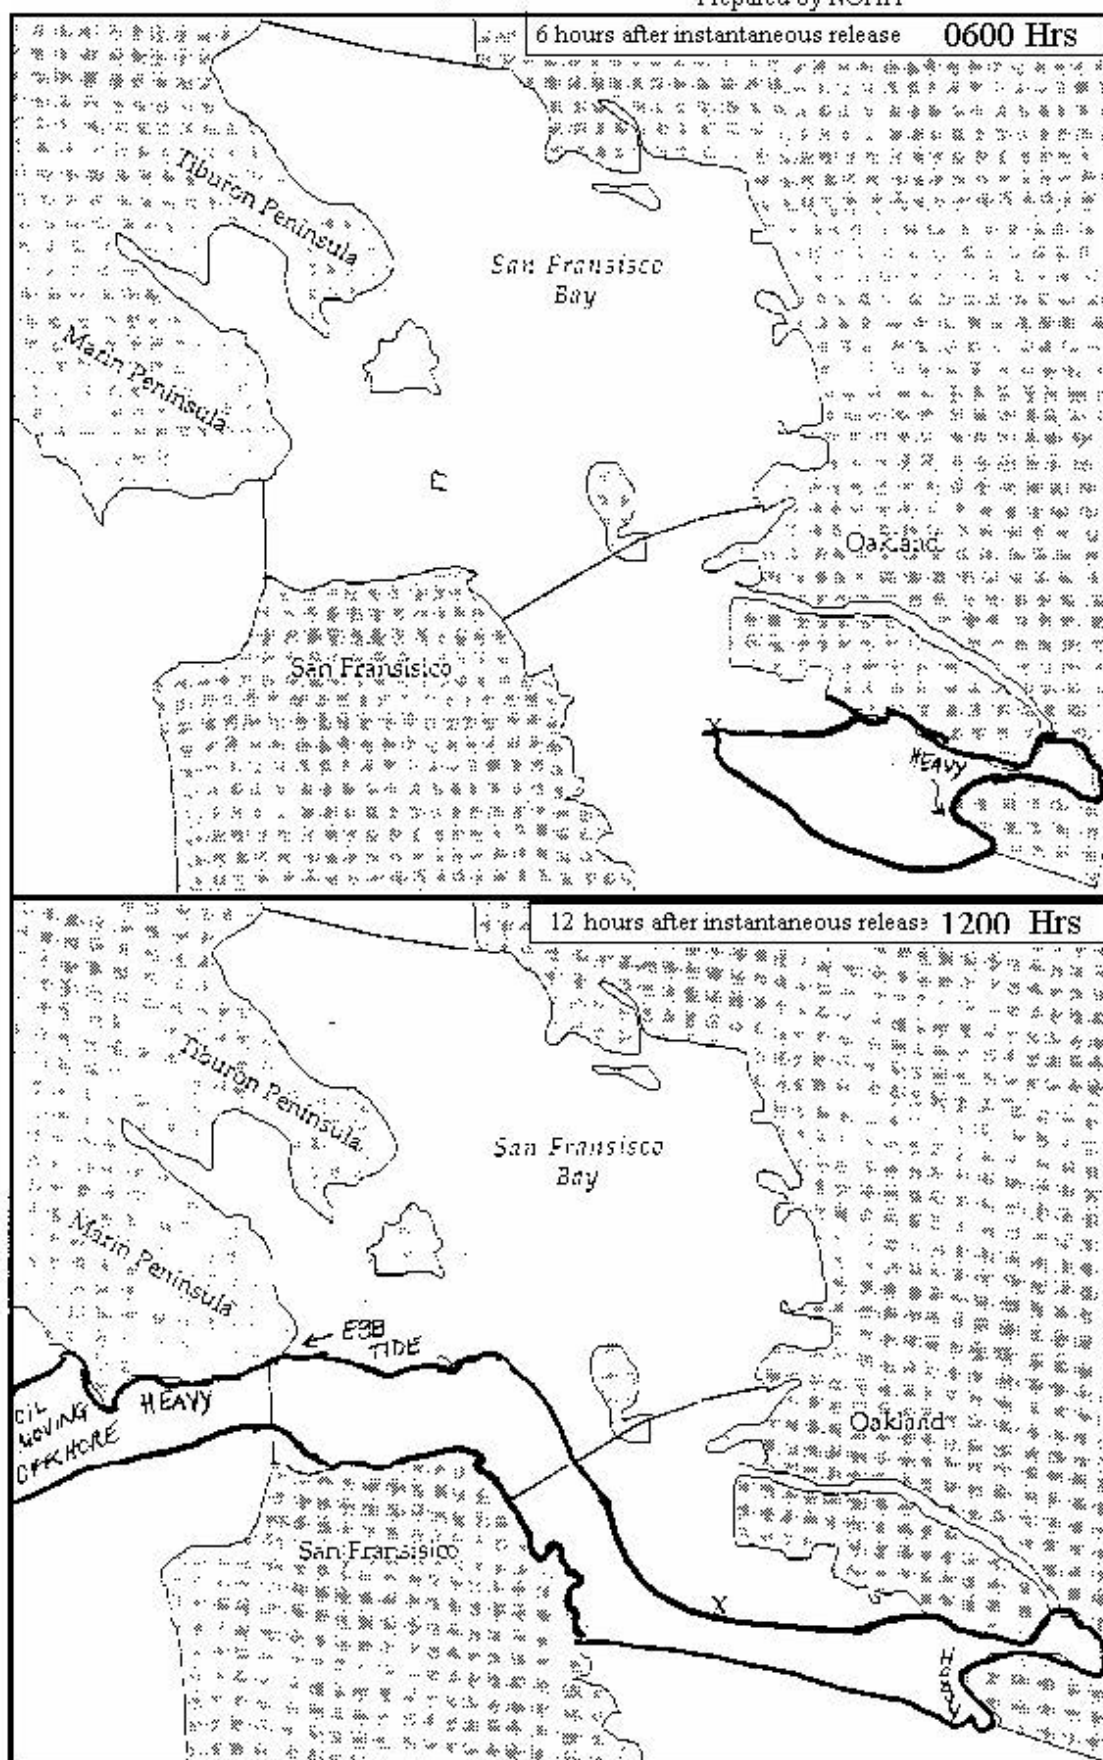 Prepared by NOAA
6 hours after instantaneous release 0600 Hrs
Tiburon Peninsula
San Fransisco
Bay
Marin Peninsula
Oakland
San Fransisico
X
HEAVY
12 hours after instantaneous release 1200 Hrs
Tiburon Peninsula
San Fransisco
Bay
Marin Peninsula
EBB
TIDE
HEAVY
OIL
MOVING
OFFSHORE
Oakland
San Fransisico
X
HEAVY